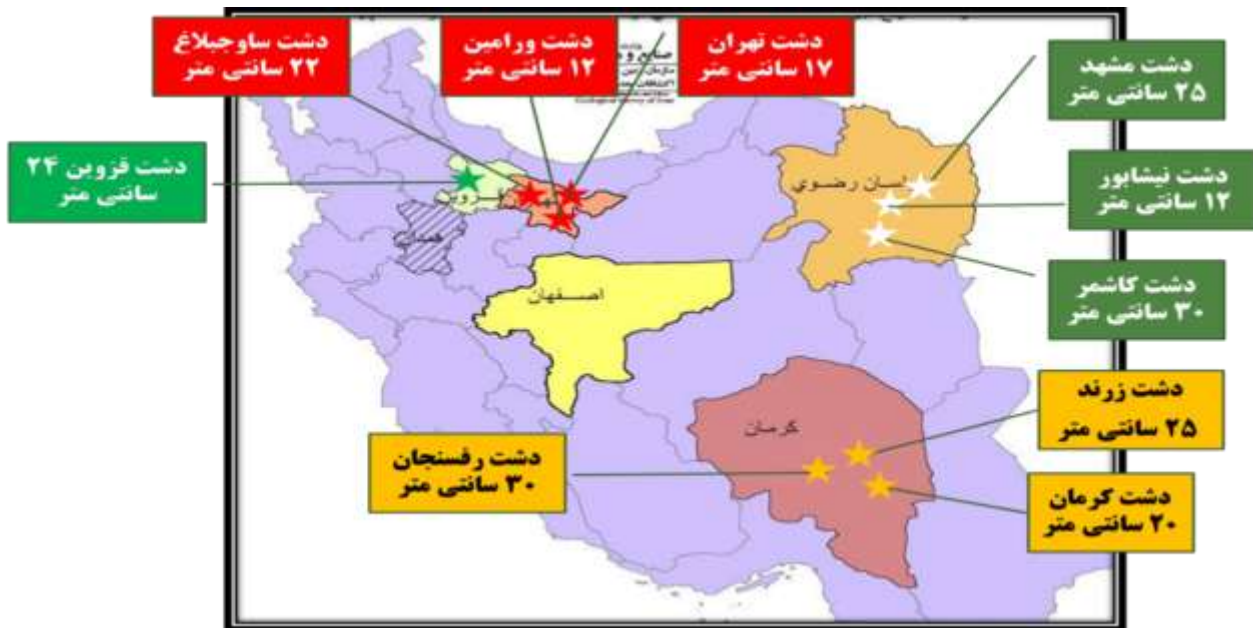 دشت ساوجبلاغ
۲۲ سانتی متر
دشت ورامین
۱۲ سانتی متر
دشت تهران
۱۷ سانتی متر
دشت مشهد
۲۵ سانتی متر
دشت قزوین ۲۴
سانتی متر
دشت نیشابور
۱۲ سانتی متر
دشت کاشمر
۳۰ سانتی متر
دشت زرند
۲۵ سانتی متر
دشت رفسنجان
۳۰ سانتی متر
دشت کرمان
۲۰ سانتی متر
رضوی
همدان
اصفهان
کرمان